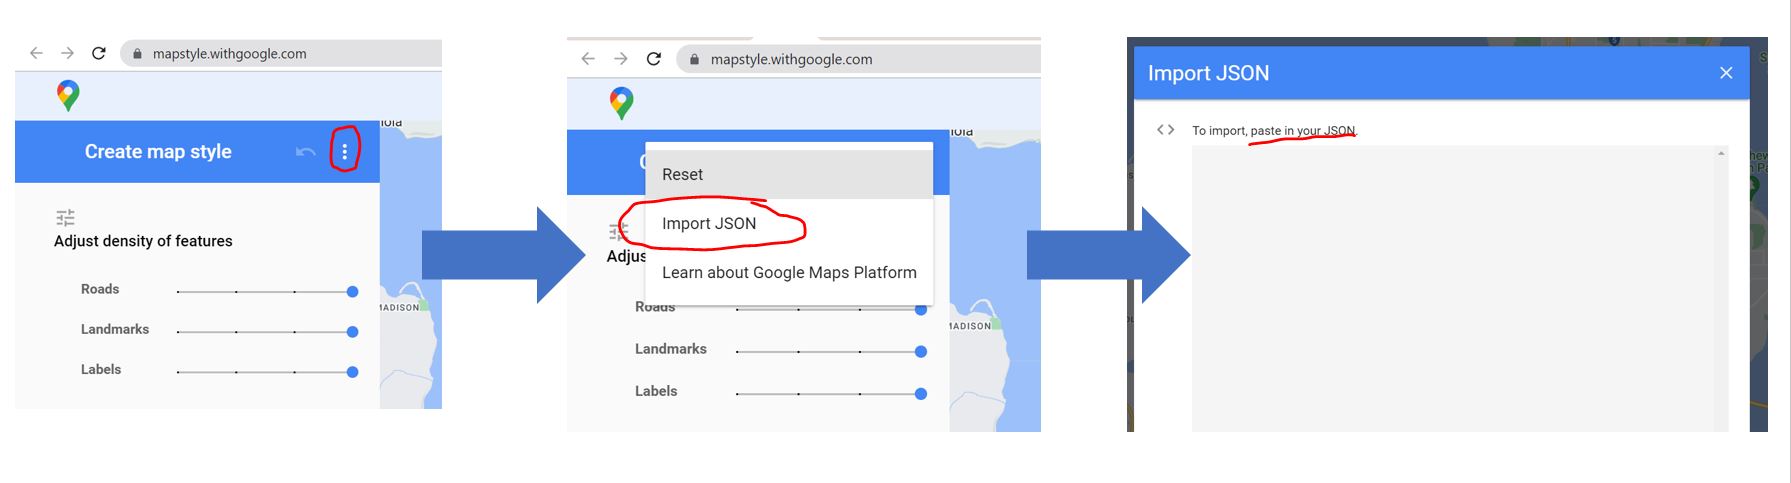 mapstyle.withgoogle.com
Create map style
Adjust density of features
Roads
Landmarks
Labels
MADISON
mapstyle.withgoogle.com
Reset
Import JSON
Learn about Google Maps Platform
Roads
Landmarks
Labels
MADISON
Import JSON
To import, paste in your JSON.